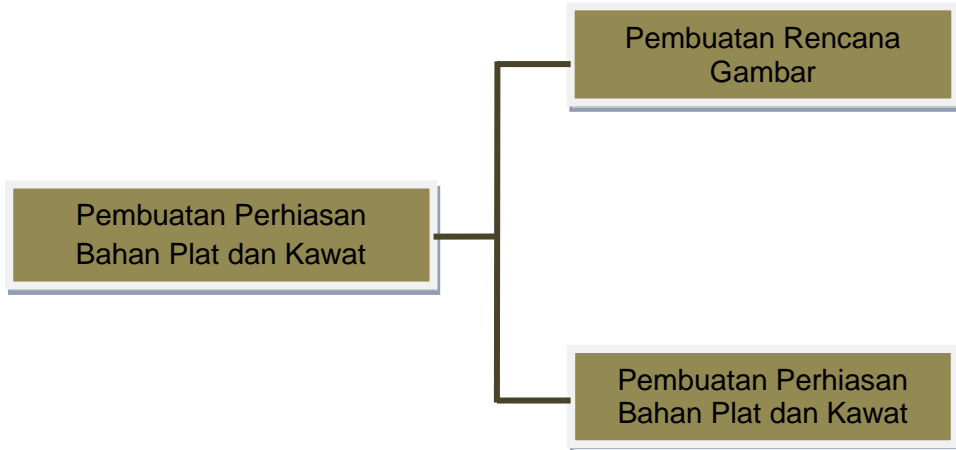 Pembuatan Rencana
Gambar
Pembuatan Perhiasan
Bahan Plat dan Kawat
Pembuatan Perhiasan
Bahan Plat dan Kawat